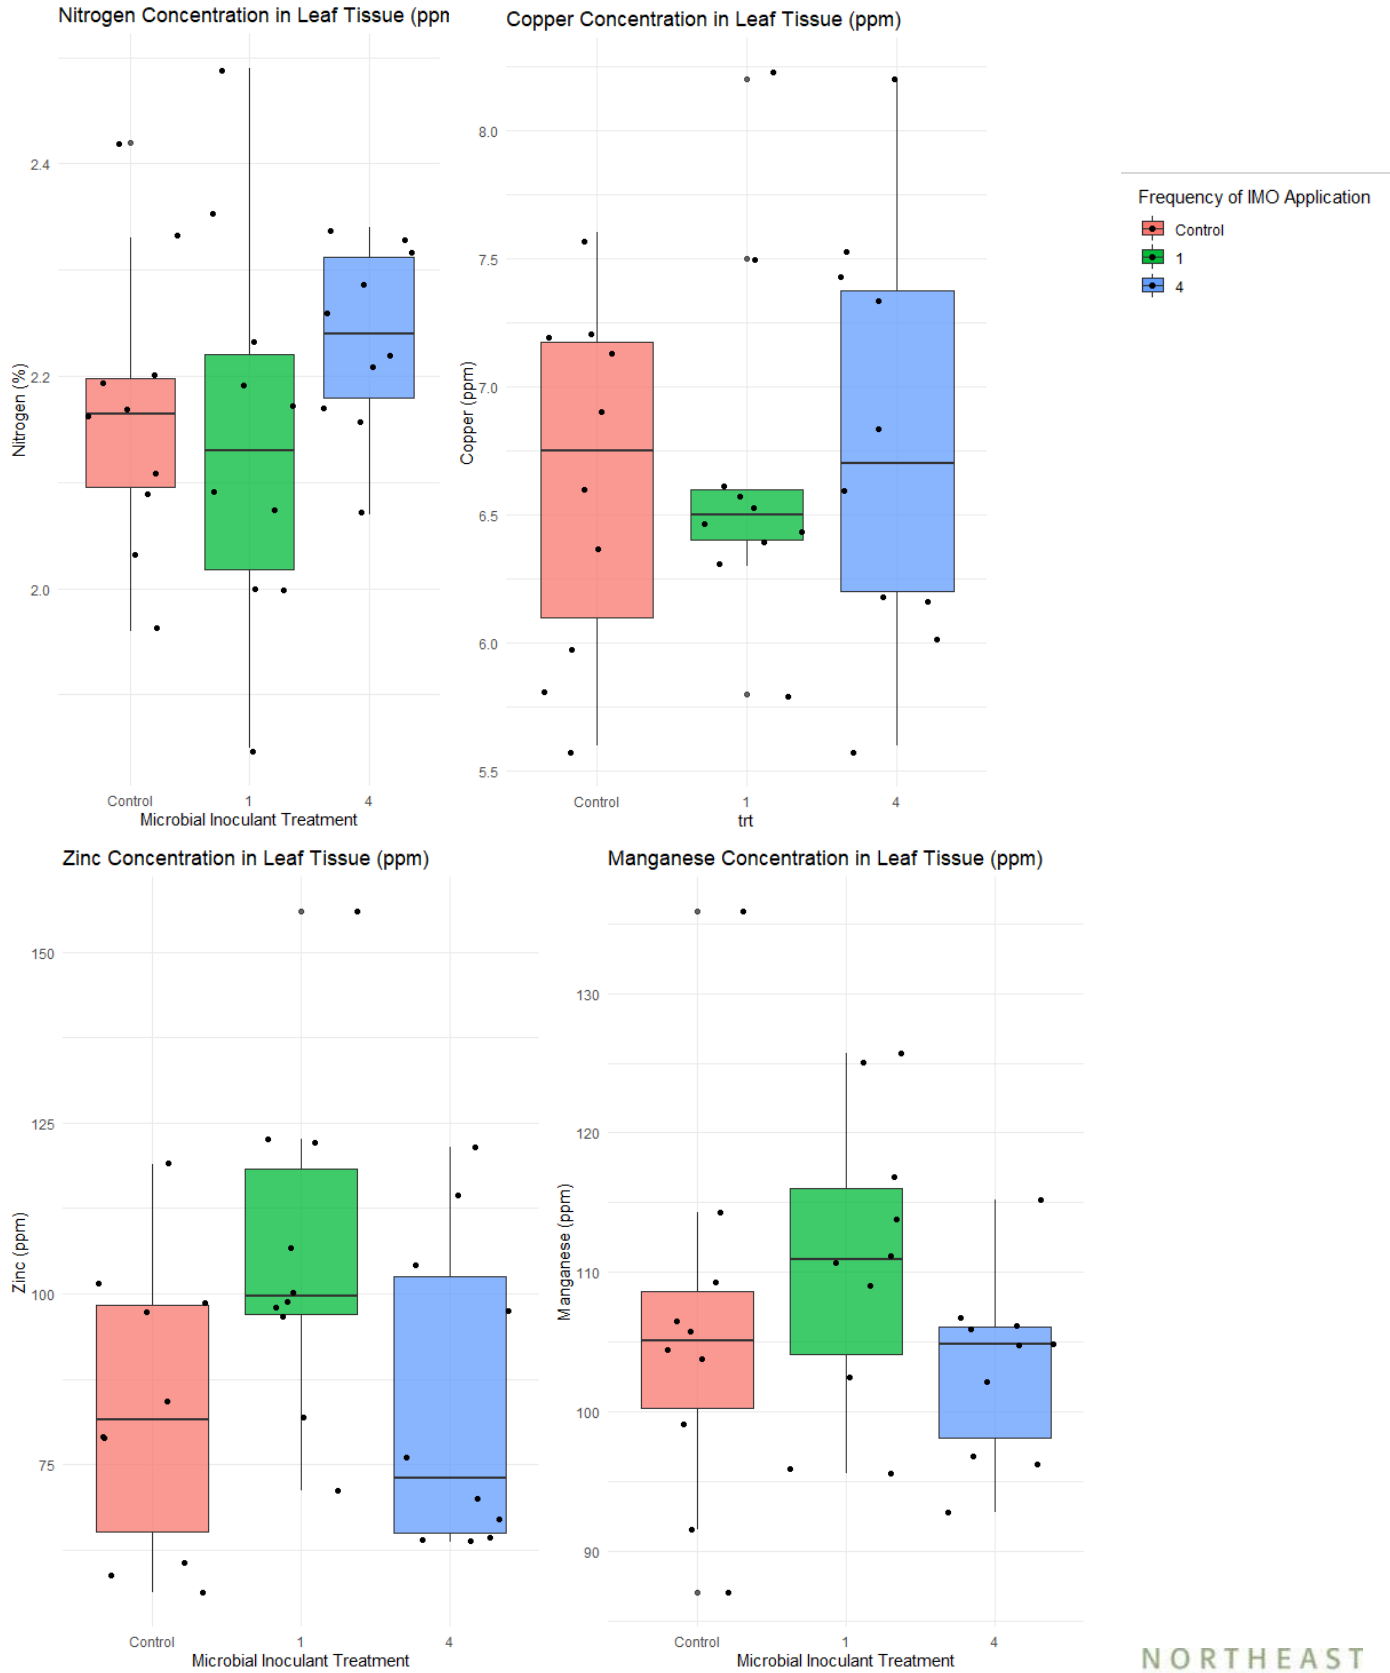 Nitrogen Concentration in Leaf Tissue (ppn
2.4
2.2
2.0
Nitrogen (%)
Control 1 4
Microbial Inoculant Treatment
Copper Concentration in Leaf Tissue (ppm)
8.0
7.5
7.0
6.5
6.0
5.5
Copper (ppm)
Control 1 4
trt
Frequency of IMO Application
Control
1
4
Zinc Concentration in Leaf Tissue (ppm)
150
125
100
75
Zinc (ppm)
Control 1 4
Microbial Inoculant Treatment
Manganese Concentration in Leaf Tissue (ppm)
130
120
110
100
90
Manganese (ppm)
Control 1 4
Microbial Inoculant Treatment
NORTHEAST